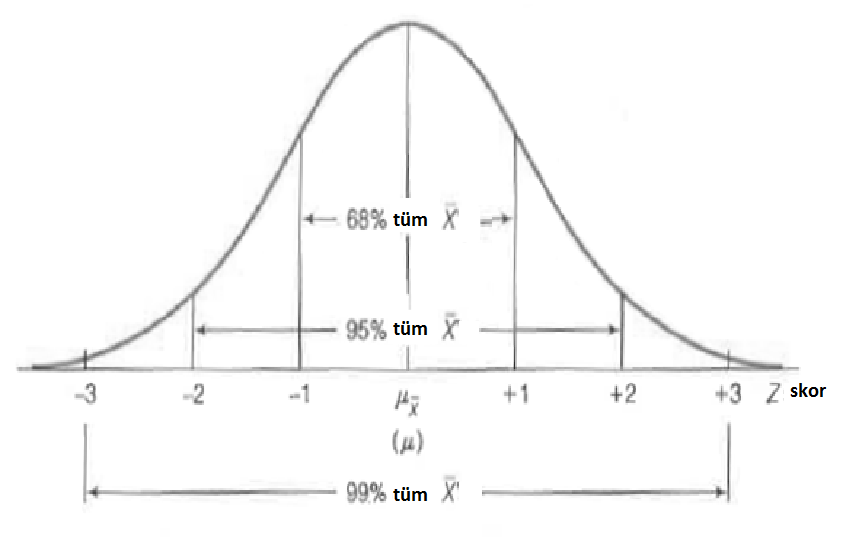 68% tüm X̄
95% tüm X̄
-3 -2 -1 μx̄ +1 +2 +3 Z skor
(μ)
99% tüm X̄